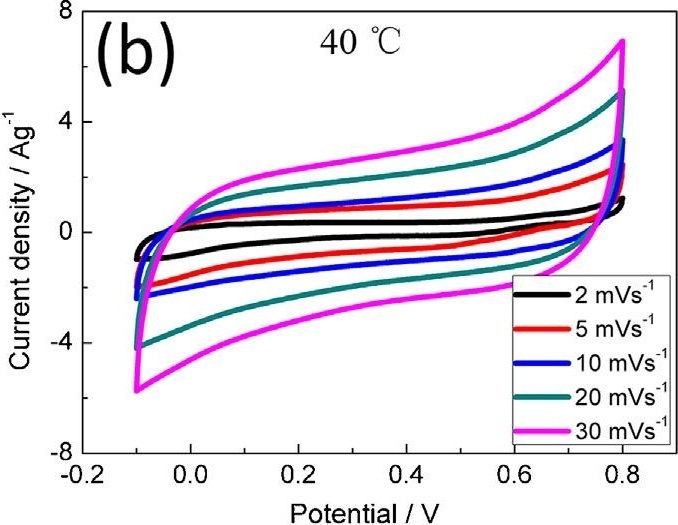 (b)
40 ℃
Current density / Ag-1
8
4
0
-4
-8
2 mVs-1
5 mVs-1
10 mVs-1
20 mVs-1
30 mVs-1
-0.2 0.0 0.2 0.4 0.6 0.8
Potential / V